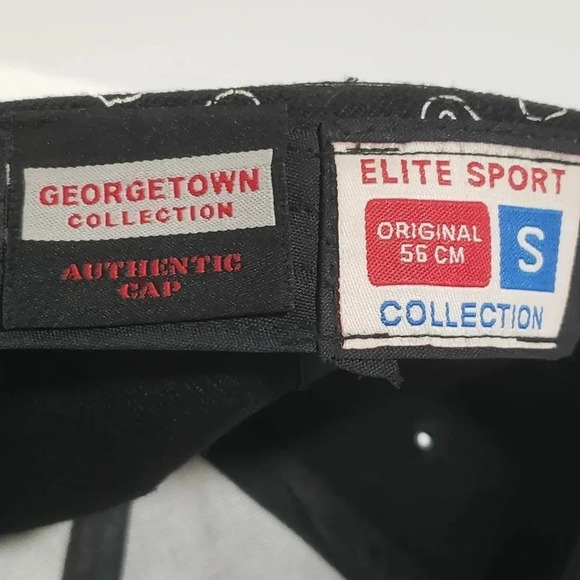 GEORGETOWN
COLLECTION
AUTHENTIC
CAP
ELITE SPORT
ORIGINAL
56 CM
S
COLLECTION